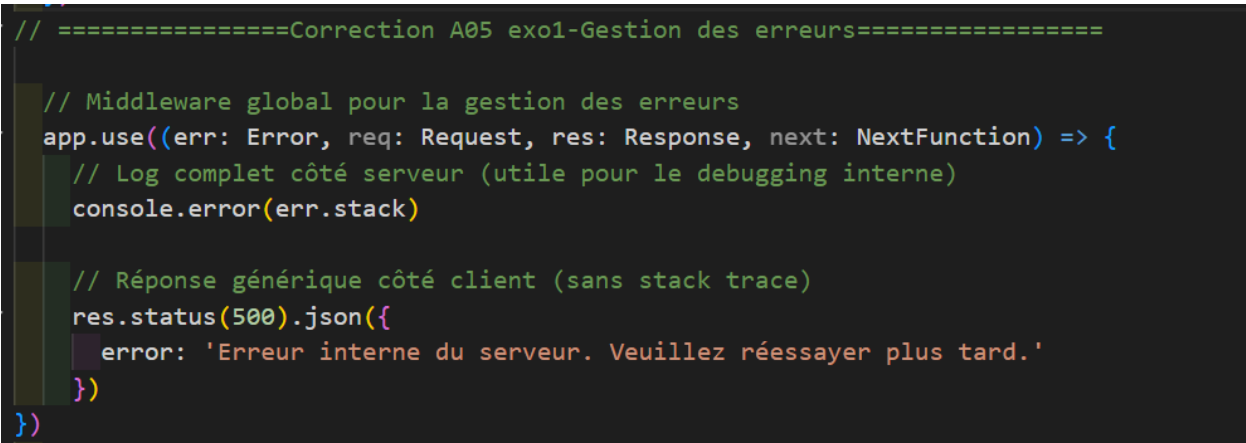 // ================Correction A05 exo1-Gestion des erreurs=================
// Middleware global pour la gestion des erreurs
app.use((err: Error, req: Request, res: Response, next: NextFunction) => {
// Log complet côté serveur (utile pour le debugging interne)
console.error(err.stack)
// Réponse générique côté client (sans stack trace)
res.status(500).json({
error: 'Erreur interne du serveur. Veuillez réessayer plus tard.'
})
})